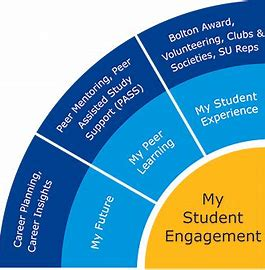 Bolton Award,
Volunteering, Clubs &
Societies, SU Reps
Peer Mentoring, Peer
Assisted Study
Support (PASS)
Career Planning,
Career Insights
My Student
Experience
My Peer
Learning
My Future
My
Student
Engagement